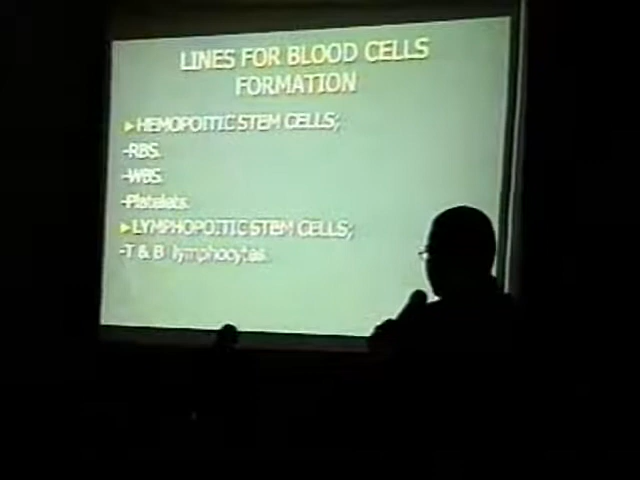 LINES FOR BLOOD CELLS
FORMATION
►HEMOPOITIC STEM CELLS;
-RBS.
-WBS.
-Platelets.
►LYMPHOPOITIC STEM CELLS;
-T & B lymphocytes.